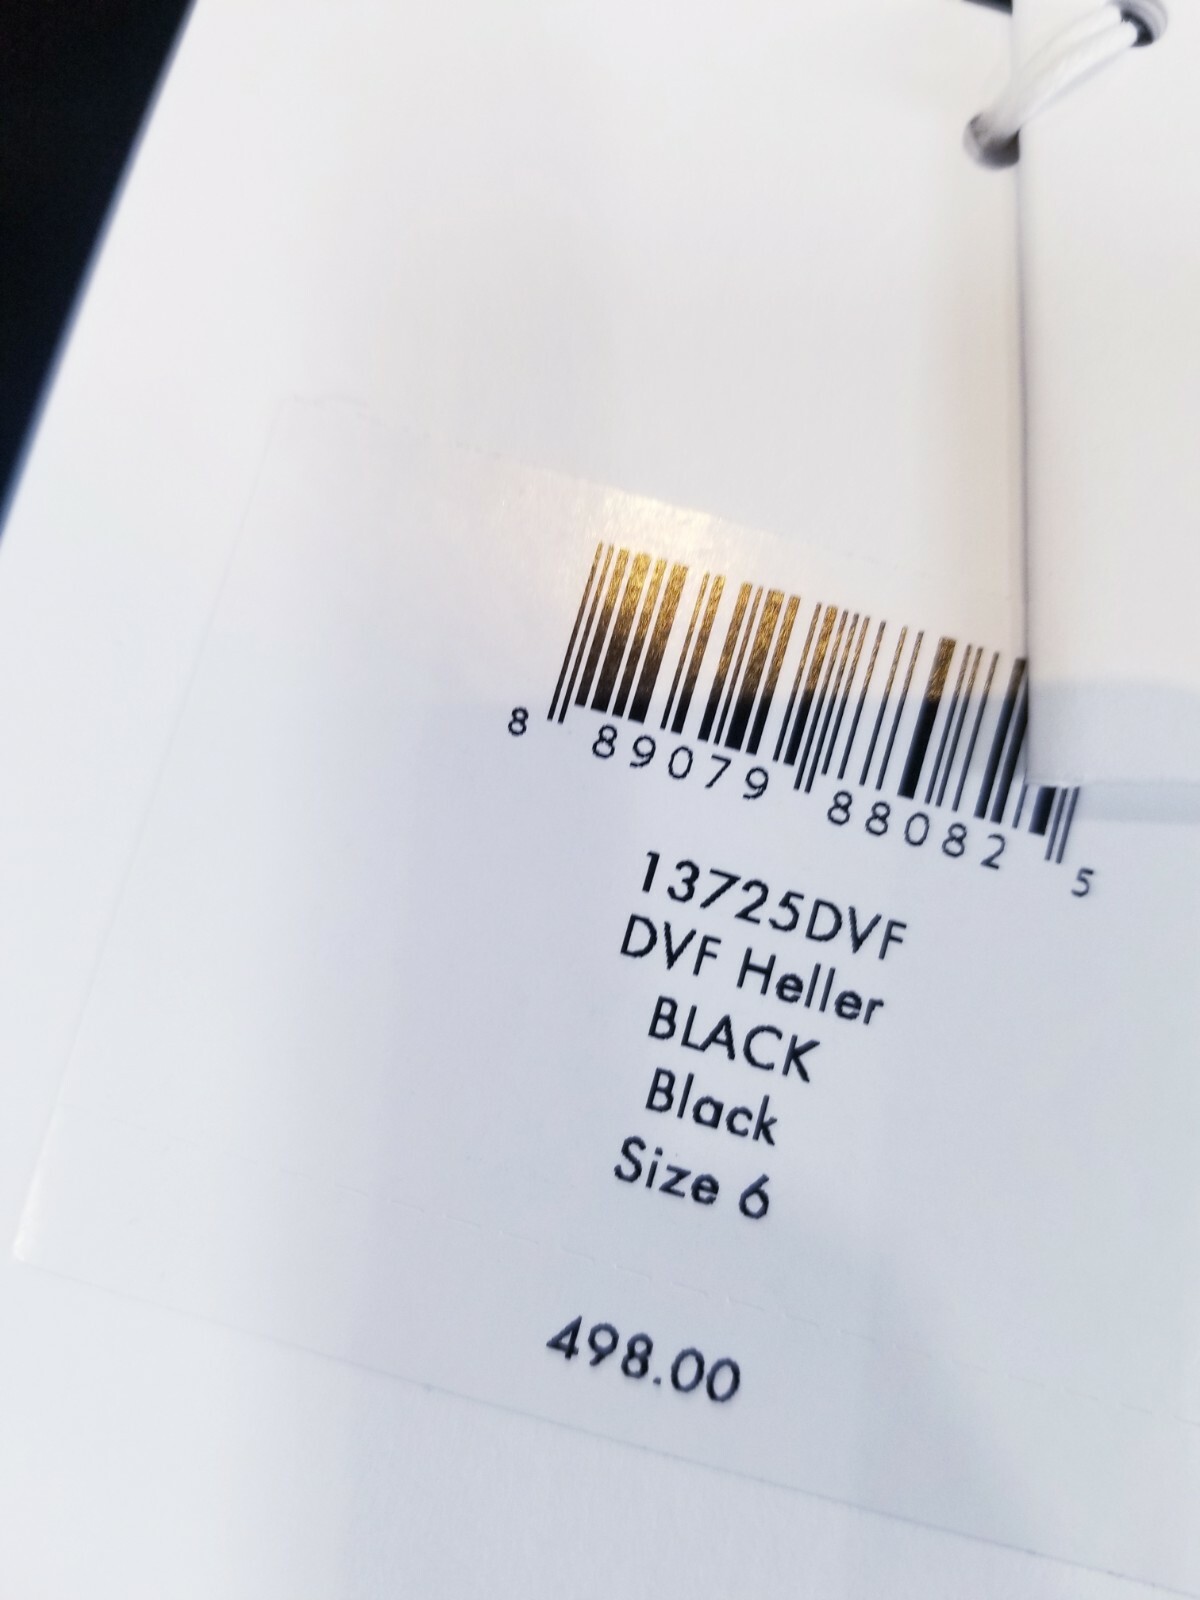 8 89079 88082 5
13725DVF
DVF Heller
BLACK
Black
Size 6
498.00